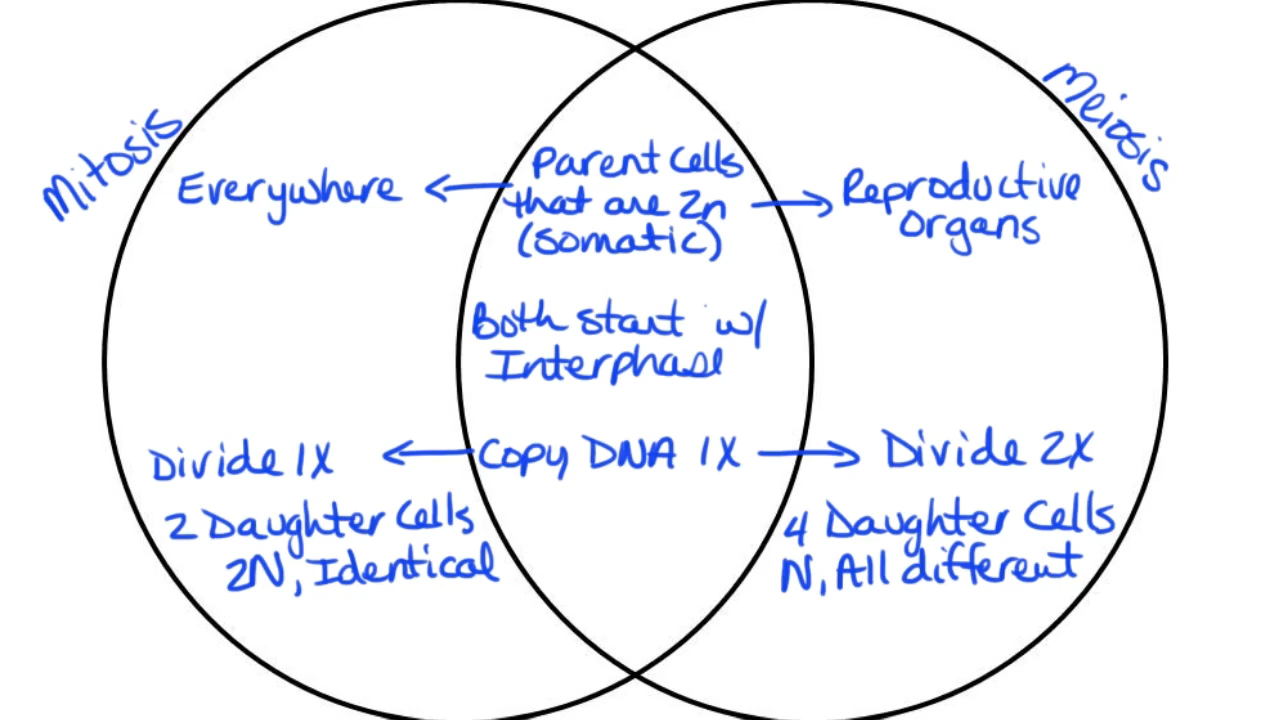 Mitosis
Meiosis
Everywhere
Parent Cells
that are 2n
(somatic)
Reproductive
Organs
Both start w/
Interphase
Divide 1X
Copy DNA 1X
Divide 2X
2 Daughter Cells
2N, Identical
4 Daughter Cells
N, All different